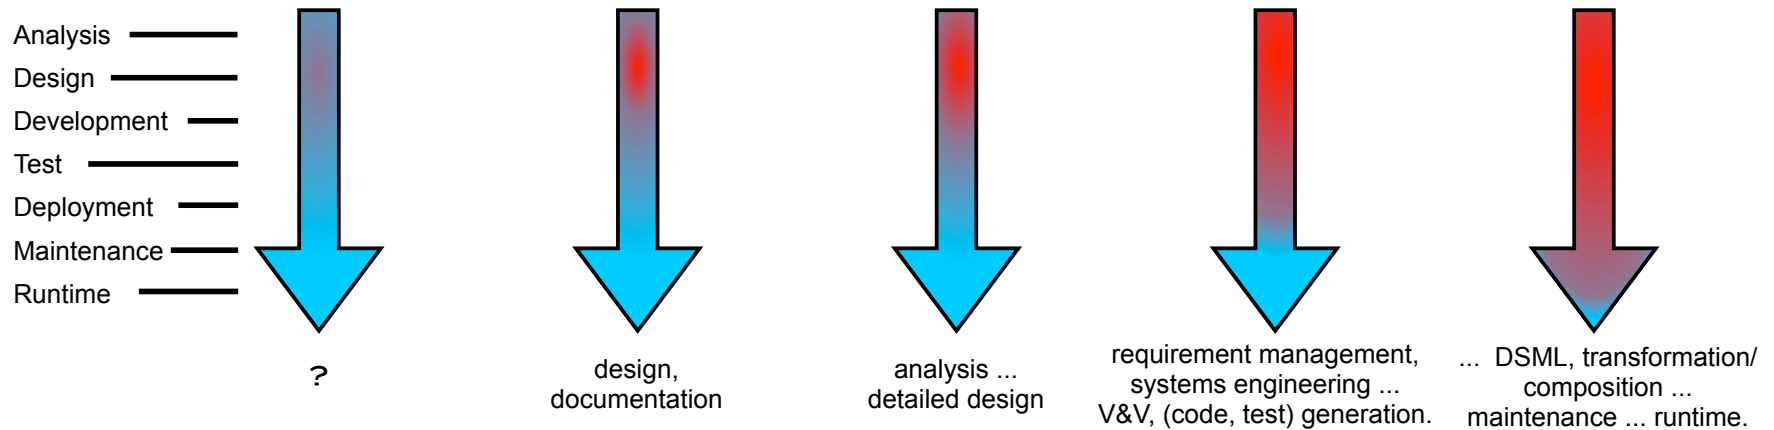 Analysis
Design
Development
Test
Deployment
Maintenance
Runtime
?
design,
documentation
analysis ...
detailed design
requirement management,
systems engineering ...
V&V, (code, test) generation.
... DSML, transformation/
composition ...
maintenance ... runtime.